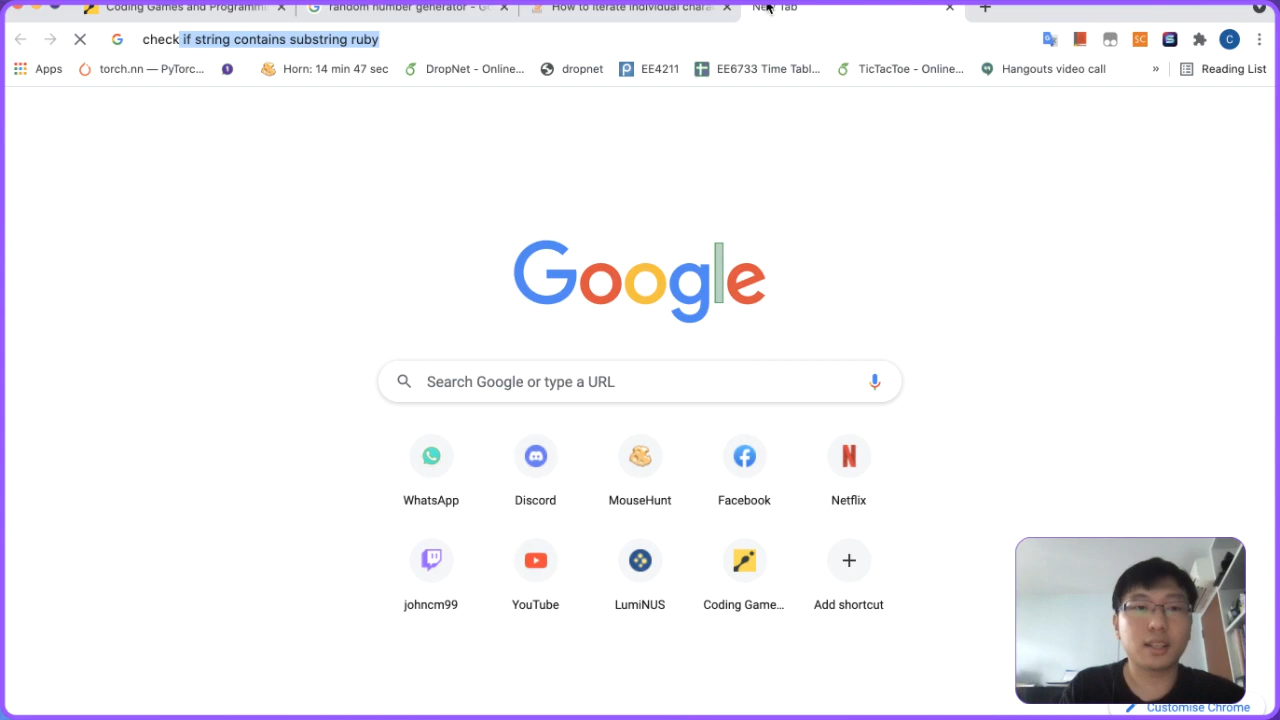 Coding Games and Programmi
random number generator - Go
How to iterate individual chara
New Tab
check if string contains substring ruby
C
Apps
torch.nn — PyTorc...
Horn: 14 min 47 sec
DropNet - Online...
dropnet
EE4211
EE6733 Time Tabl...
TicTacToe - Online...
Hangouts video call
»
Reading List
Google
Search Google or type a URL
WhatsApp
Discord
MouseHunt
Facebook
Netflix
johncm99
YouTube
LumiNUS
Coding Game...
Add shortcut
Customise Chrome